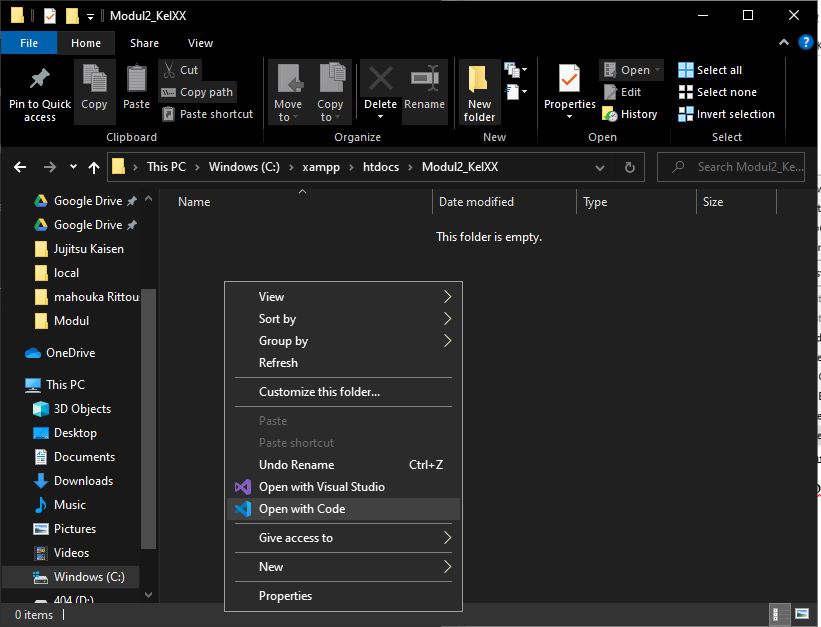 Modul2_KelXX
File Home Share View
Pin to Quick access
Copy
Paste
Cut
Copy path
Paste shortcut
Clipboard
Move to
Copy to
Delete
Rename
Organize
New folder
New
Properties
Open
Edit
History
Open
Select all
Select none
Invert selection
Select
This PC > Windows (C:) > xampp > htdocs > Modul2_KelXX
Search Modul2_Ke...
Google Drive
Google Drive
Jujitsu Kaisen
local
mahouka Rittou
Modul
OneDrive
This PC
3D Objects
Desktop
Documents
Downloads
Music
Pictures
Videos
Windows (C:)
404 (D:)
Name Date modified Type Size
This folder is empty.
View
Sort by
Group by
Refresh
Customize this folder...
Paste
Paste shortcut
Undo Rename Ctrl+Z
Open with Visual Studio
Open with Code
Give access to
New
Properties
0 items